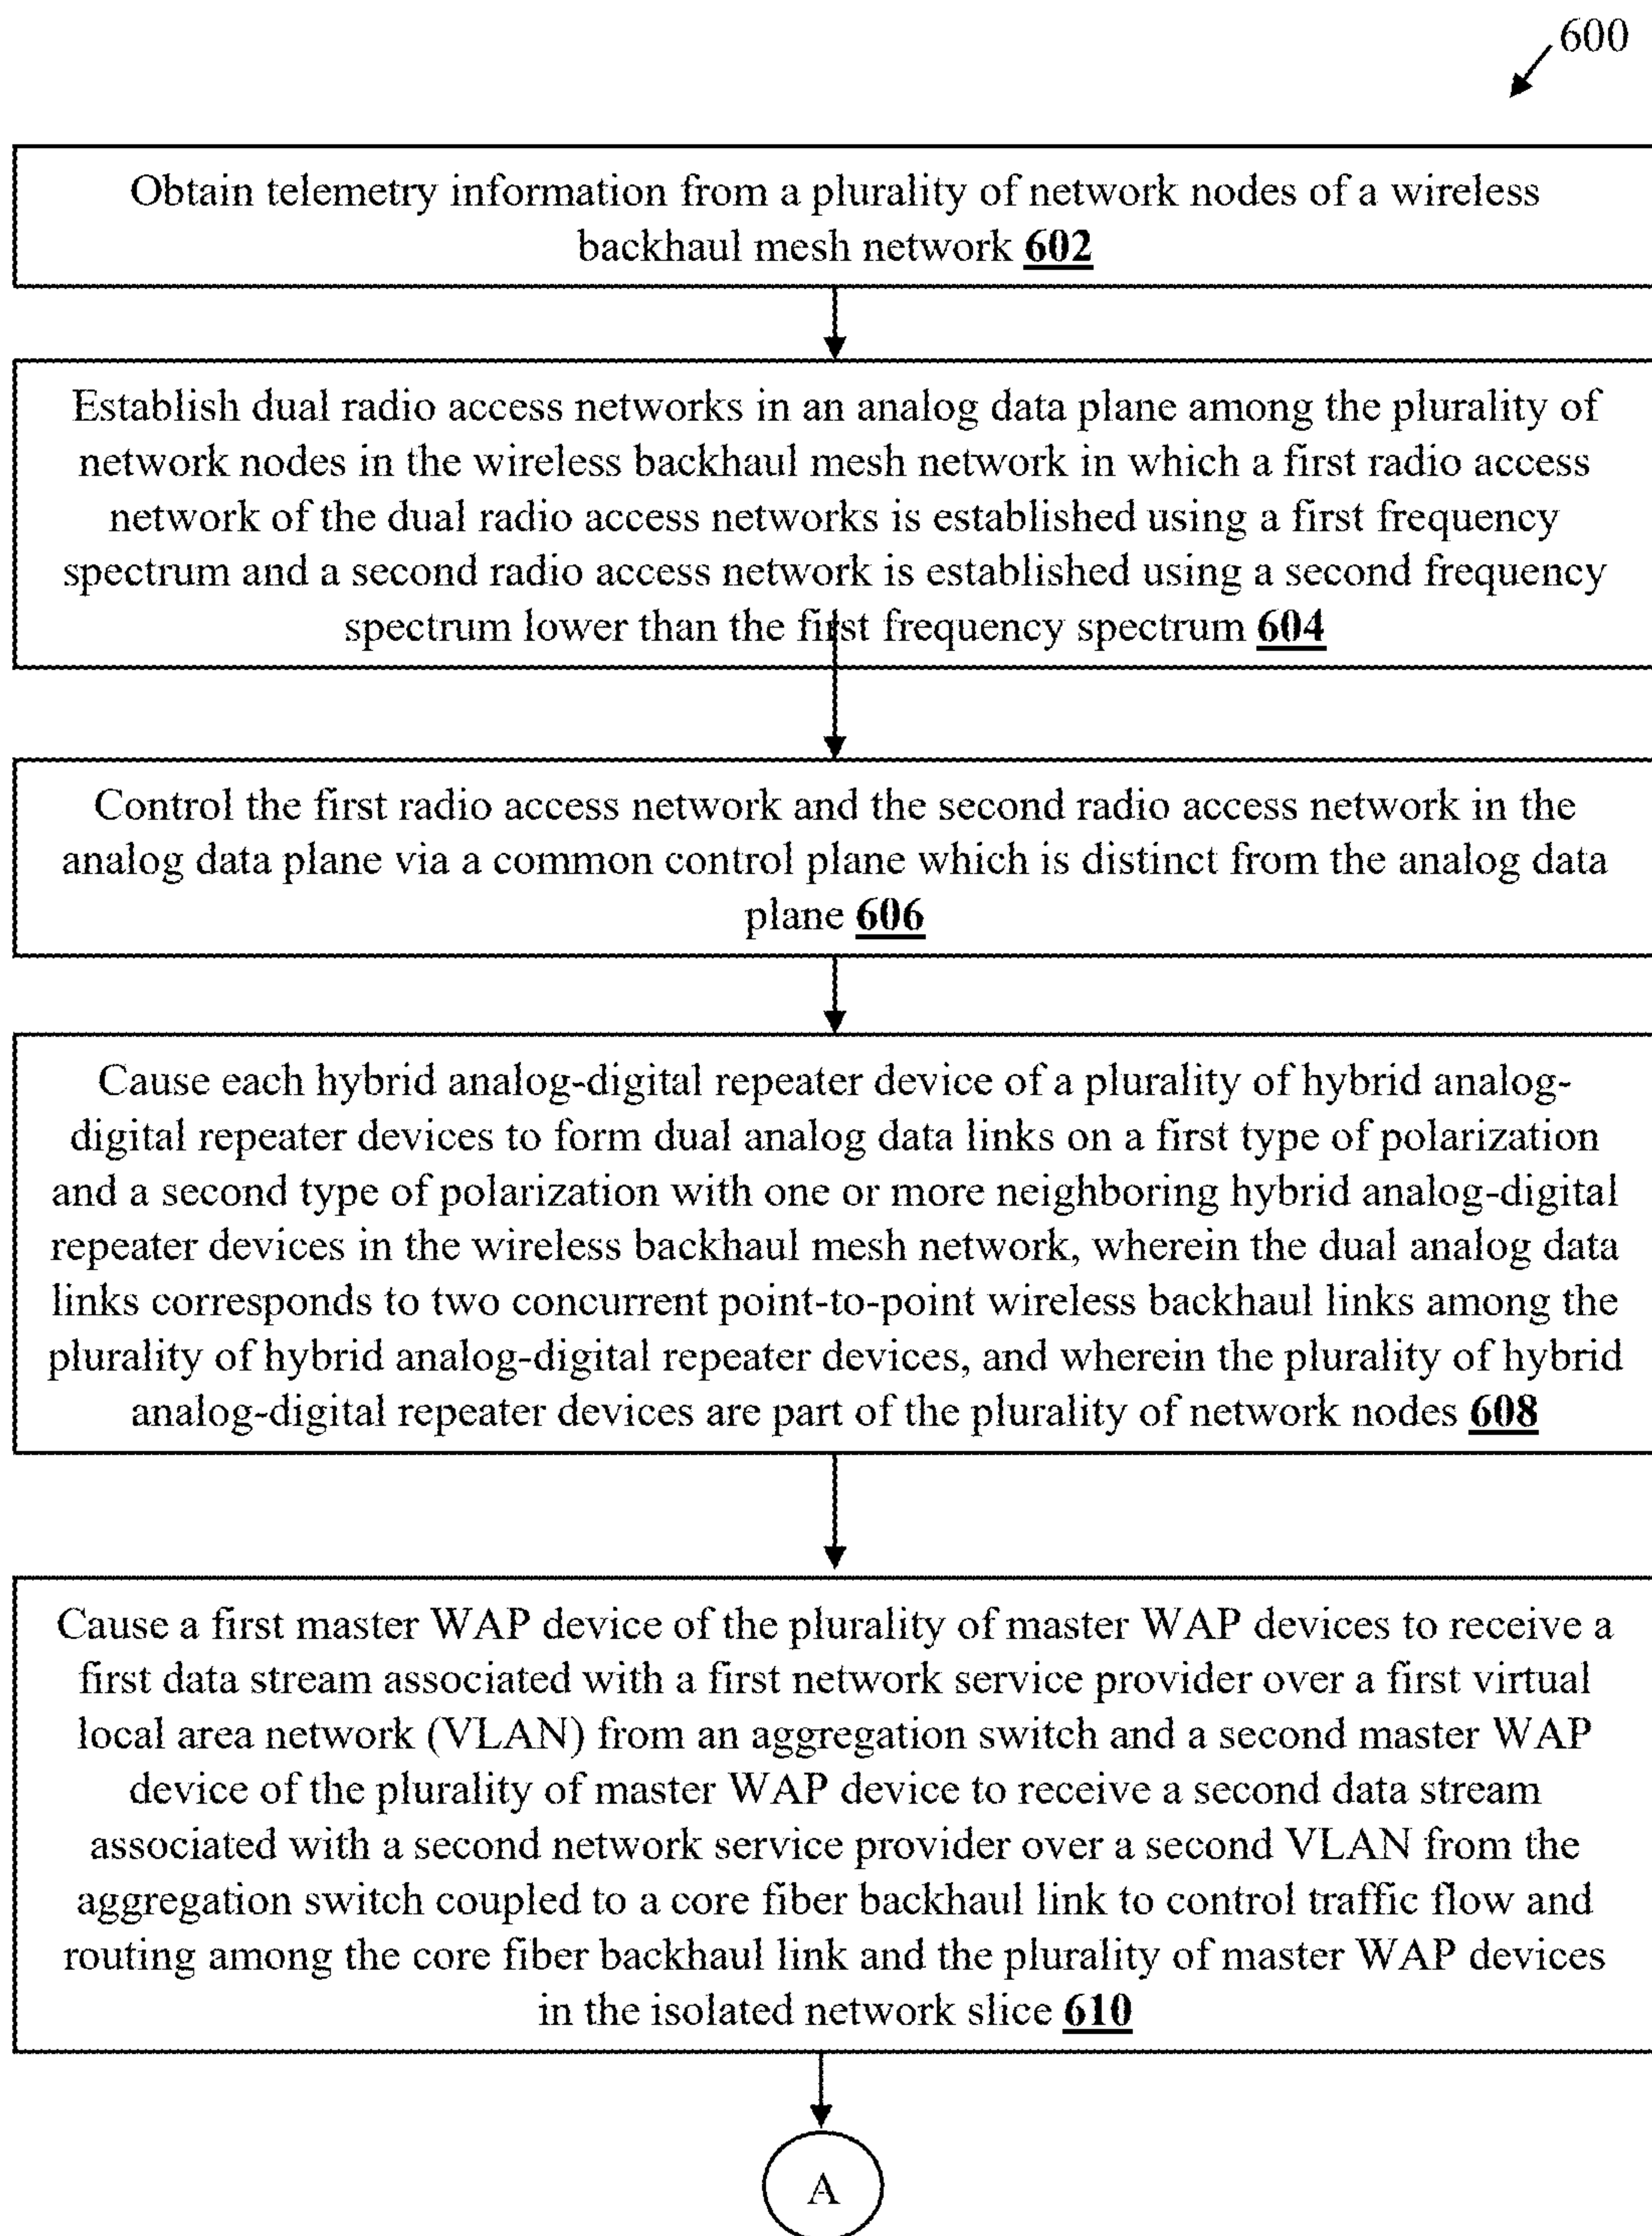 600
Obtain telemetry information from a plurality of network nodes of a wireless
backhaul mesh network 602
Establish dual radio access networks in an analog data plane among the plurality of
network nodes in the wireless backhaul mesh network in which a first radio access
network of the dual radio access networks is established using a first frequency
spectrum and a second radio access network is established using a second frequency
spectrum lower than the first frequency spectrum 604
Control the first radio access network and the second radio access network in the
analog data plane via a common control plane which is distinct from the analog data
plane 606
Cause each hybrid analog-digital repeater device of a plurality of hybrid analog-
digital repeater devices to form dual analog data links on a first type of polarization
and a second type of polarization with one or more neighboring hybrid analog-digital
repeater devices in the wireless backhaul mesh network, wherein the dual analog data
links corresponds to two concurrent point-to-point wireless backhaul links among the
plurality of hybrid analog-digital repeater devices, and wherein the plurality of hybrid
analog-digital repeater devices are part of the plurality of network nodes 608
Cause a first master WAP device of the plurality of master WAP devices to receive a
first data stream associated with a first network service provider over a first virtual
local area network (VLAN) from an aggregation switch and a second master WAP
device of the plurality of master WAP device to receive a second data stream
associated with a second network service provider over a second VLAN from the
aggregation switch coupled to a core fiber backhaul link to control traffic flow and
routing among the core fiber backhaul link and the plurality of master WAP devices
in the isolated network slice 610
A